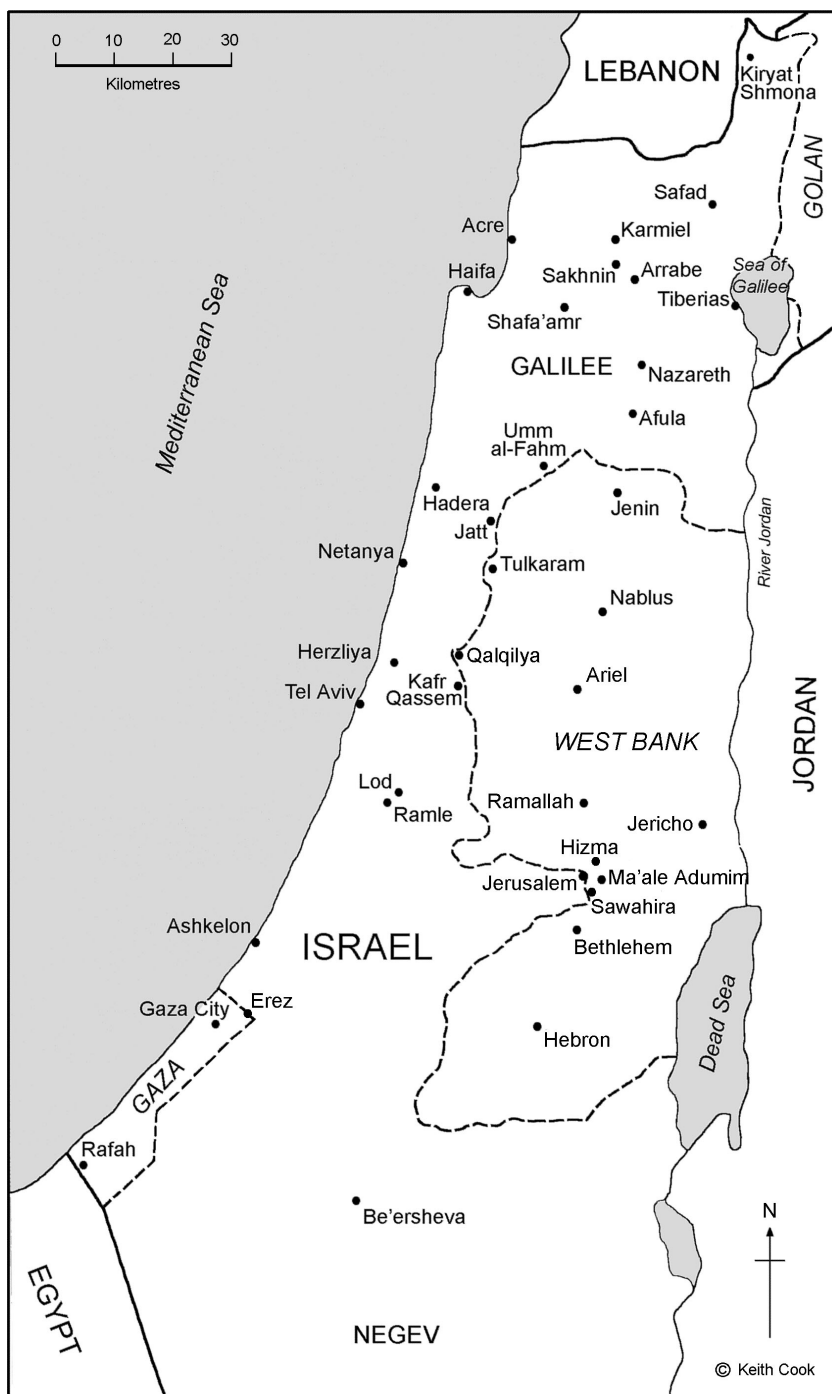 0 10 20 30
Kilometres
LEBANON
Kiryat
Shmona
GOLAN
Safad
Acre
Karmiel
Haifa
Sakhnin
Arrabe
Sea of
Galilee
Tiberias
Shafa'amr
Mediterranean Sea
GALILEE
Nazareth
Afula
Umm
al-Fahm
Hadera
Jenin
Jatt
River Jordan
Netanya
Tulkaram
Nablus
Herzliya
Qalqilya
Kafr
Qassem
Ariel
Tel Aviv
WEST BANK
JORDAN
Lod
Ramle
Ramallah
Jericho
Hizma
Jerusalem
Ma'ale Adumim
Sawahira
Ashkelon
ISRAEL
Bethlehem
Gaza City
Erez
Hebron
Dead Sea
GAZA
Rafah
Be'ersheva
N
EGYPT
NEGEV
© Keith Cook